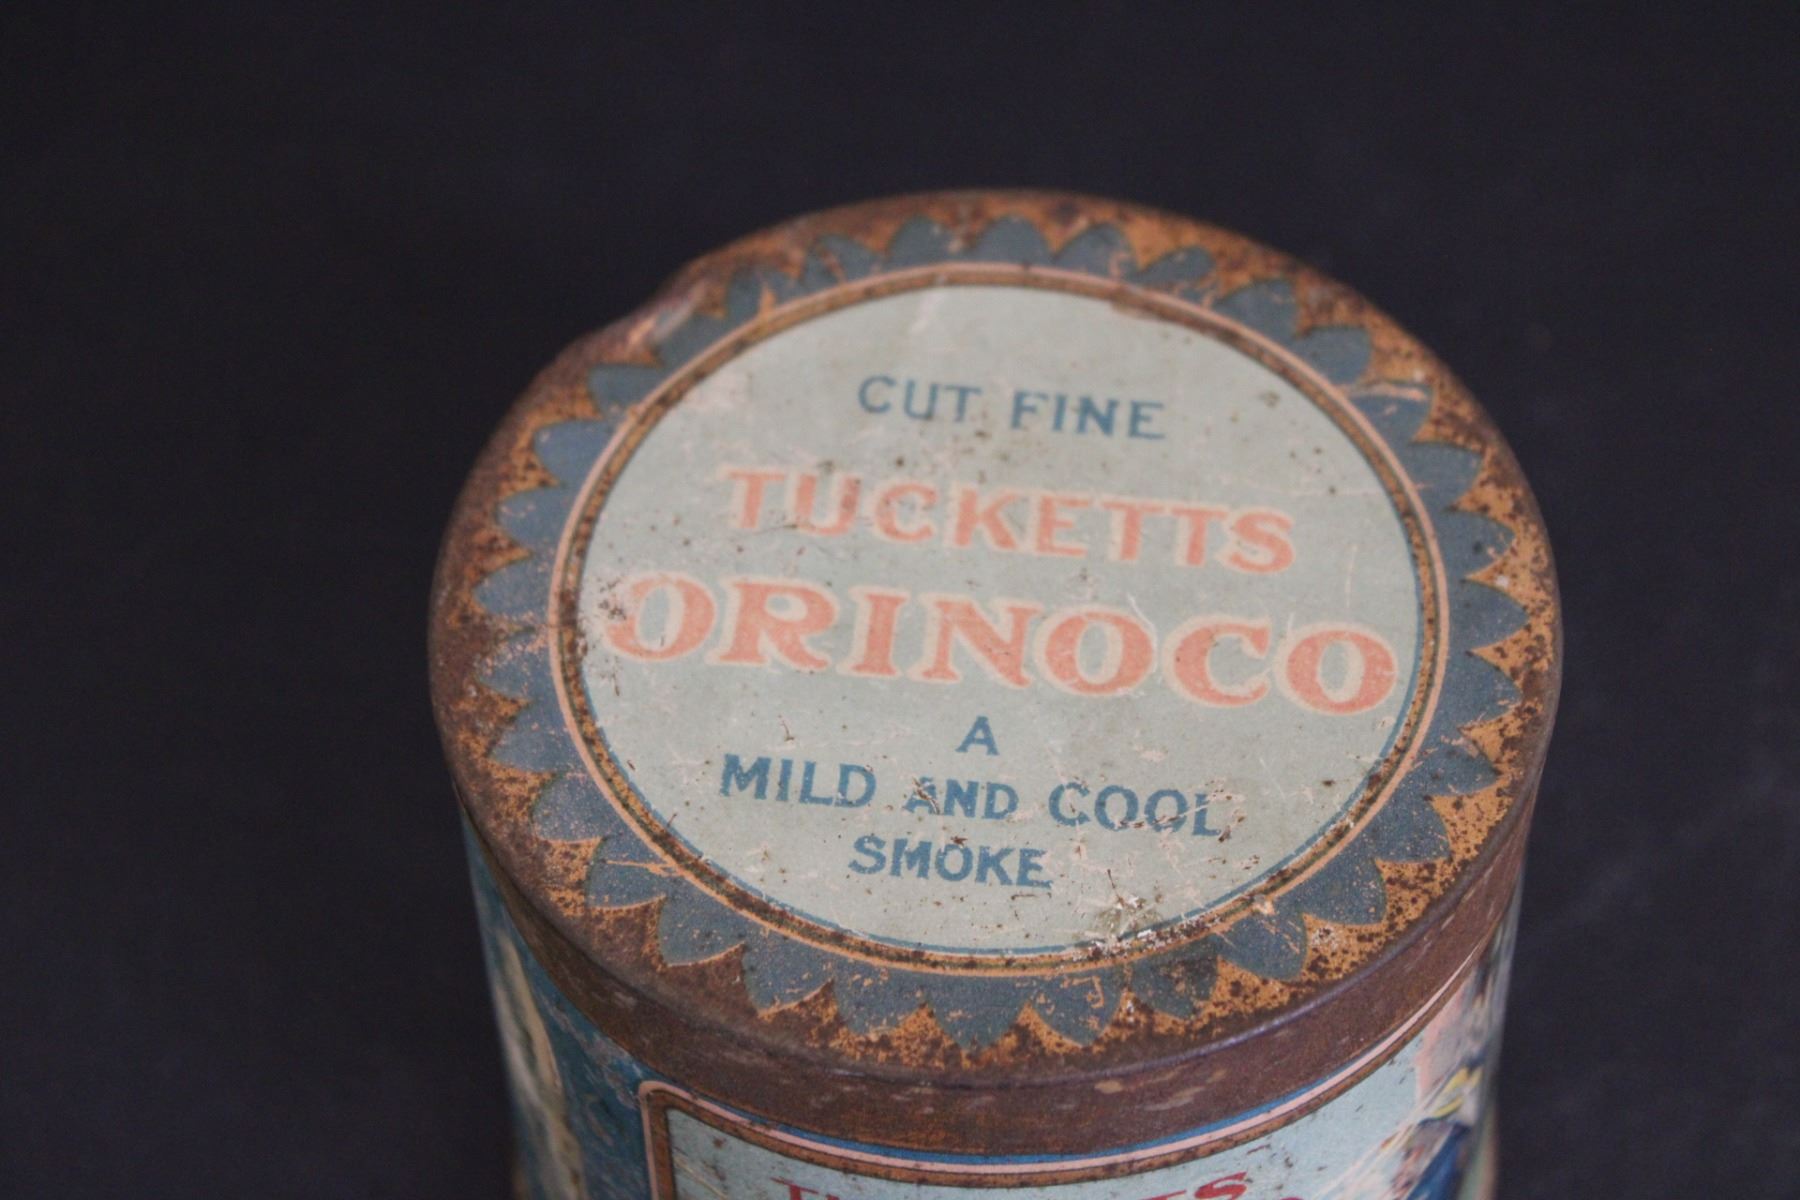 CUT FINE
TUCKETTS
ORINOCO
A
MILD AND COOL
SMOKE